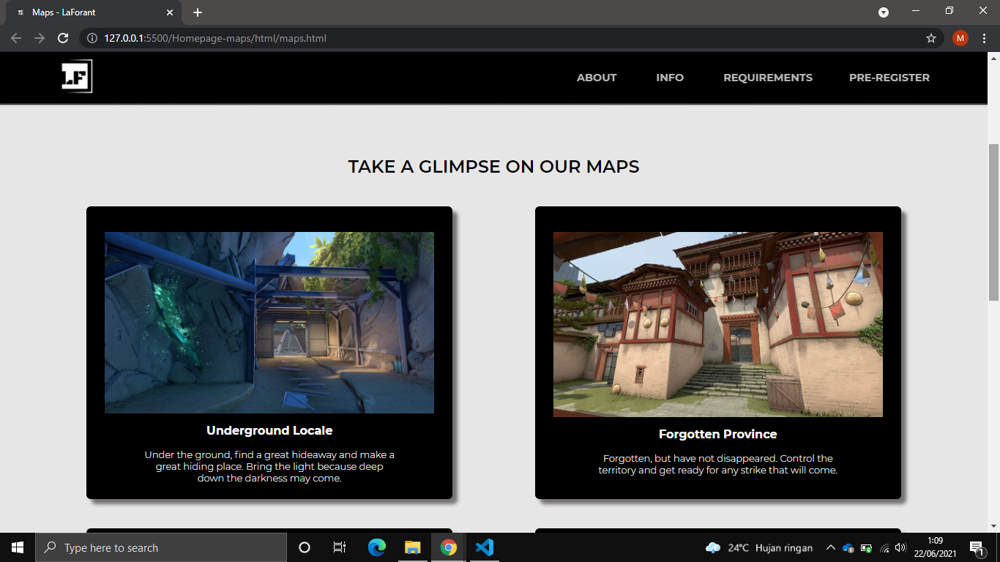 Maps - LaForant
127.0.0.1:5500/Homepage-maps/html/maps.html
M
LF
ABOUT INFO REQUIREMENTS PRE-REGISTER
TAKE A GLIMPSE ON OUR MAPS
Underground Locale
Under the ground, find a great hideaway and make a
great hiding place. Bring the light because deep
down the darkness may come.
Forgotten Province
Forgotten, but have not disappeared. Control the
territory and get ready for any strike that will come.
Type here to search
24°C Hujan ringan
1:09
22/06/2021
1